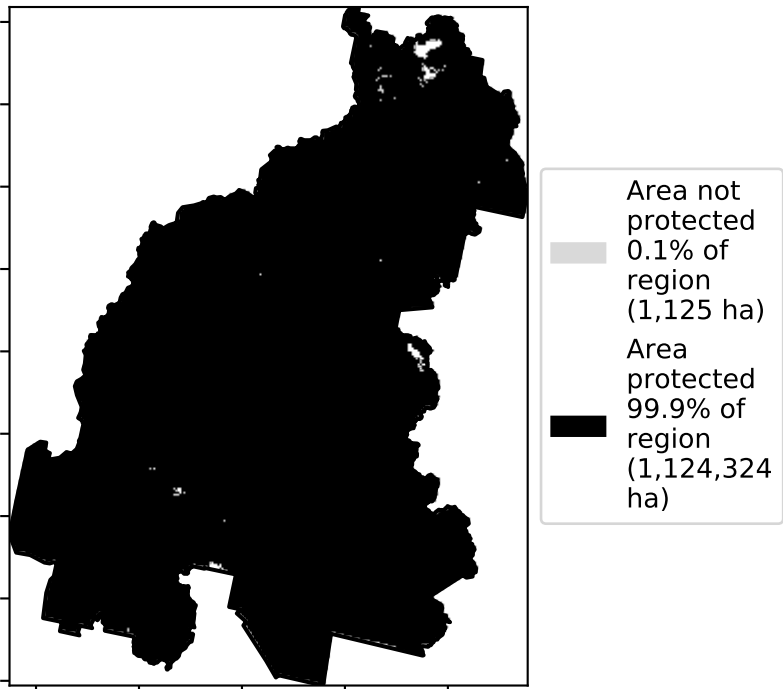 Area not
protected
0.1% of
region
(1,125 ha)
Area
protected
99.9% of
region
(1,124,324
ha)